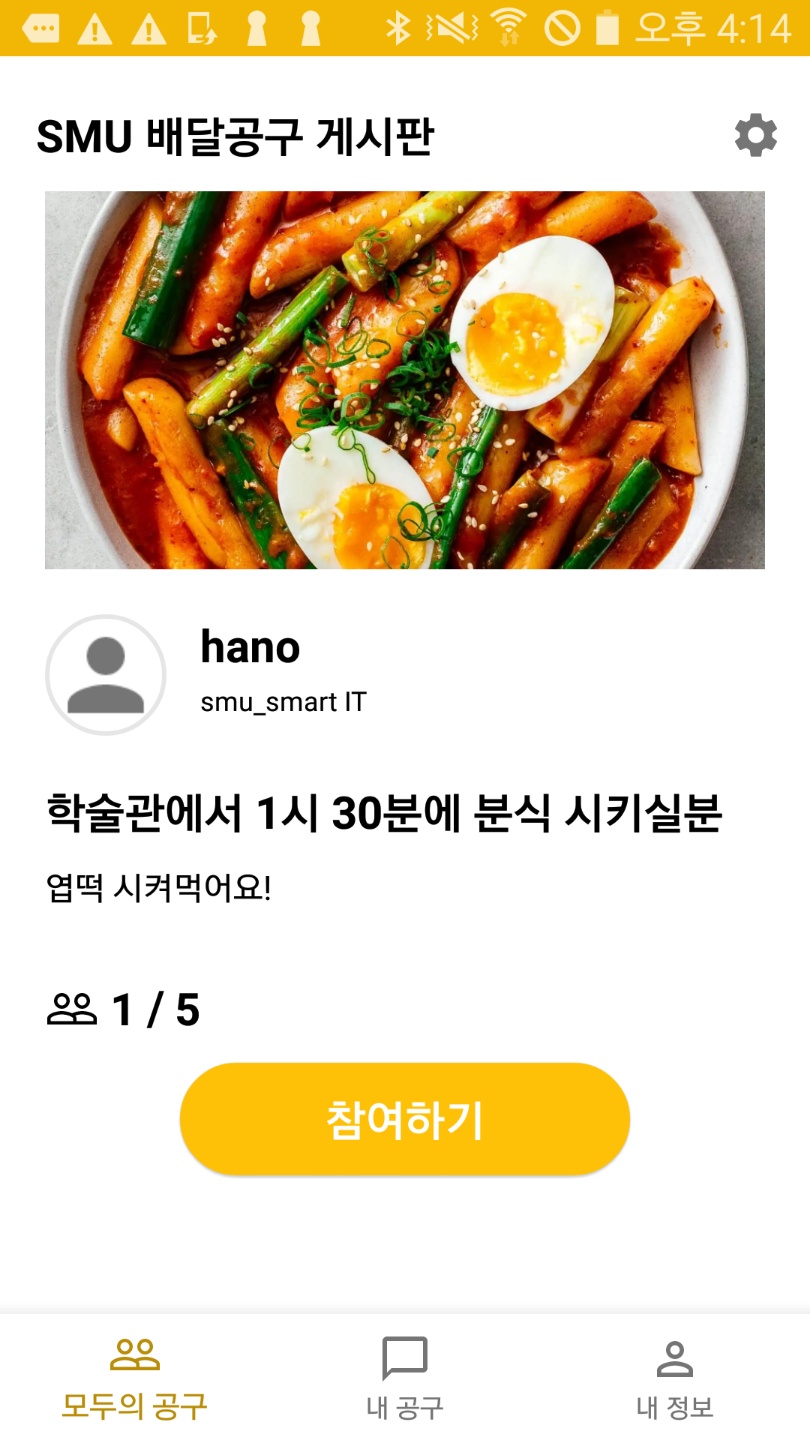 오후 4:14
SMU 배달공구 게시판
hano
smu_smart IT
학술관에서 1시 30분에 분식 시키실분
엽떡 시켜먹어요!
1 / 5
참여하기
모두의 공구
내 공구
내 정보